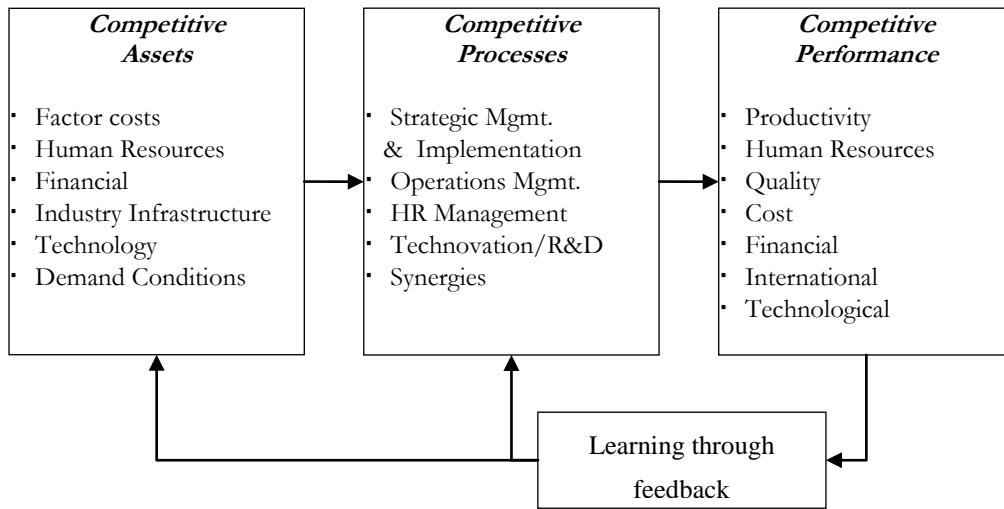 Competitive
Assets
▪ Factor costs
▪ Human Resources
▪ Financial
▪ Industry Infrastructure
▪ Technology
▪ Demand Conditions
Competitive
Processes
▪ Strategic Mgmt.
& Implementation
▪ Operations Mgmt.
▪ HR Management
▪ Technovation/R&D
▪ Synergies
Competitive
Performance
▪ Productivity
▪ Human Resources
▪ Quality
▪ Cost
▪ Financial
▪ International
▪ Technological
Learning through
feedback